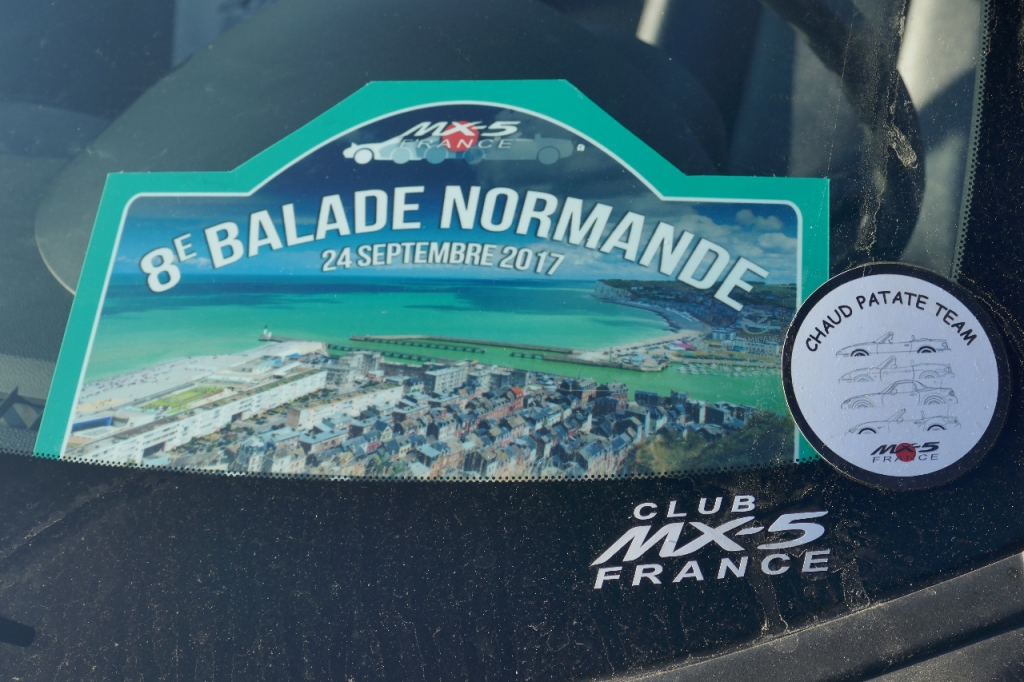 MX-5
FRANCE
8E BALADE NORMANDE
24 SEPTEMBRE 2017
CHAUD PATATE TEAM
MX-5
FRANCE
CLUB
MX-5
FRANCE